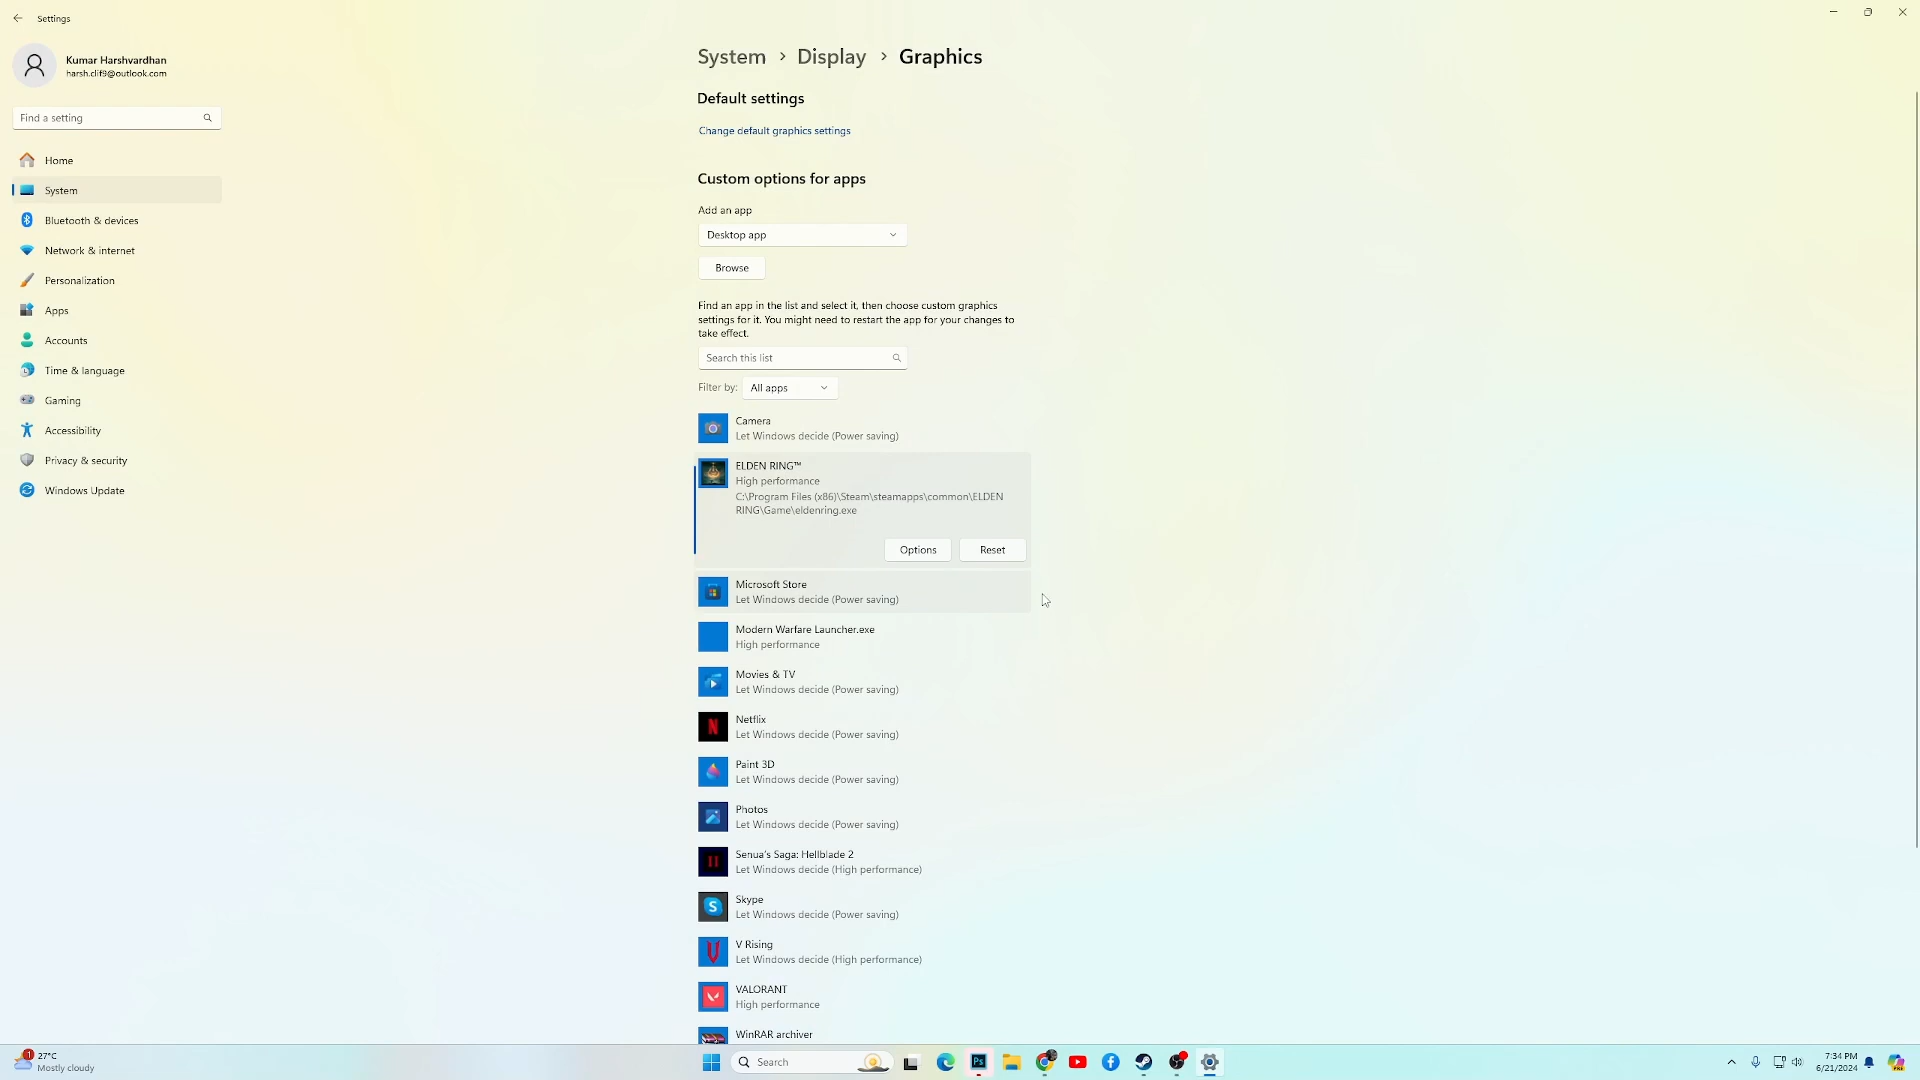 Settings
Kumar Harshvardhan
harsh.clif9@outlook.com
Find a setting
Home
System
Bluetooth & devices
Network & internet
Personalization
Apps
Accounts
Time & language
Gaming
Accessibility
Privacy & security
Windows Update
System > Display > Graphics
Default settings
Change default graphics settings
Custom options for apps
Add an app
Desktop app
Browse
Find an app in the list and select it, then choose custom graphics
settings for it. You might need to restart the app for your changes to
take effect.
Search this list
Filter by: All apps
Camera
Let Windows decide (Power saving)
ELDEN RING™
High performance
C:\Program Files (x86)\Steam\steamapps\common\ELDEN
RING\Game\eldenring.exe
Options Reset
Microsoft Store
Let Windows decide (Power saving)
Modern Warfare Launcher.exe
High performance
Movies & TV
Let Windows decide (Power saving)
Netflix
Let Windows decide (Power saving)
Paint 3D
Let Windows decide (Power saving)
Photos
Let Windows decide (Power saving)
Senua's Saga: Hellblade 2
Let Windows decide (High performance)
Skype
Let Windows decide (Power saving)
V Rising
Let Windows decide (High performance)
VALORANT
High performance
WinRAR archiver
1
27°C
Mostly cloudy
Search
Ps
7:34 PM
6/21/2024